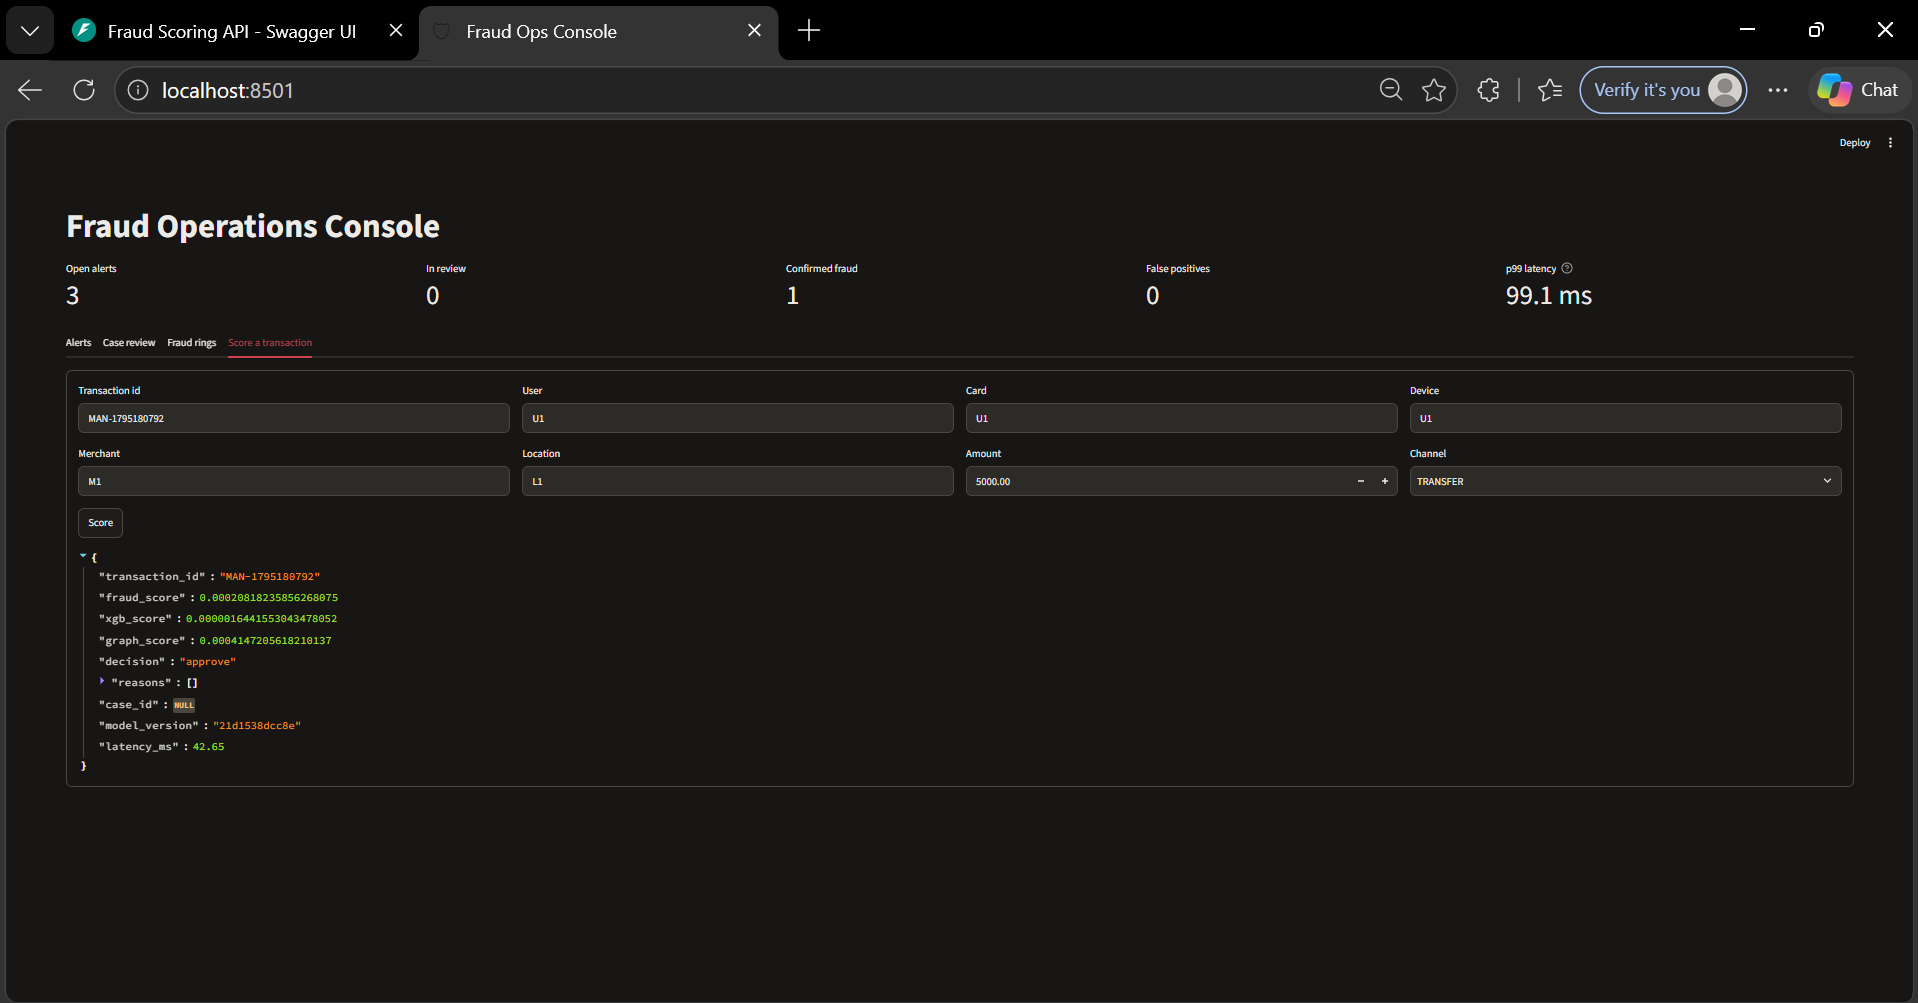 Fraud Scoring API - Swagger UI
Fraud Ops Console
localhost:8501
Verify it's you
Chat
Deploy
Fraud Operations Console
Open alerts
3
In review
0
Confirmed fraud
1
False positives
0
p99 latency
99.1 ms
Alerts Case review Fraud rings Score a transaction
Transaction id
MAN-1795180792
User
U1
Card
U1
Device
U1
Merchant
M1
Location
L1
Amount
5000.00
Channel
TRANSFER
Score
{
"transaction_id" : "MAN-1795180792"
"fraud_score" : 0.00020818235856268075
"xgb_score" : 0.0000016441553043478052
"graph_score" : 0.0004147205618210137
"decision" : "approve"
"reasons" : []
"case_id" : NULL
"model_version" : "21d1538dcc8e"
"latency_ms" : 42.65
}